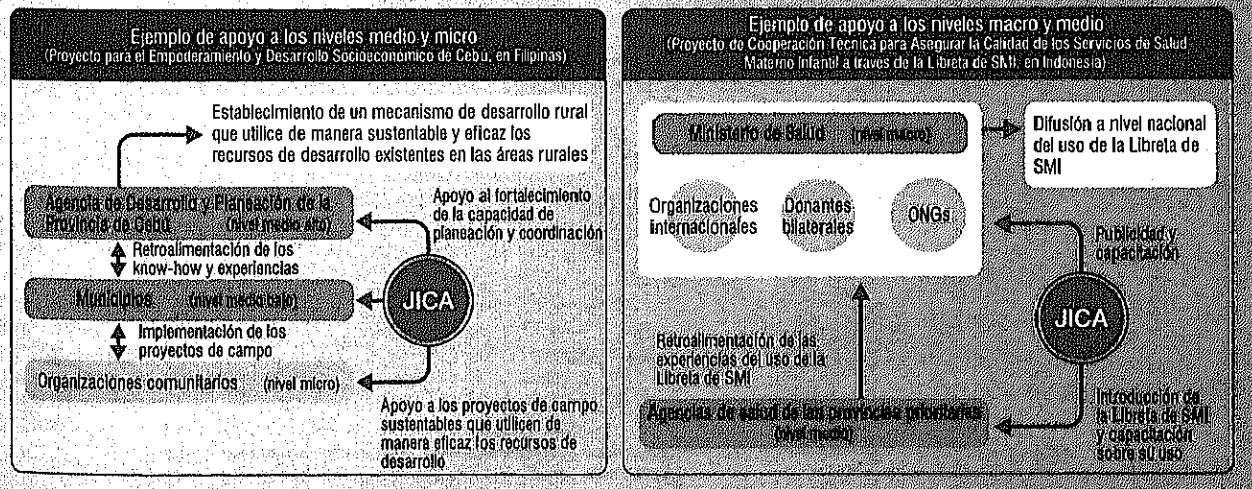 Ejemplo de apoyo a los niveles medio y micro
(Proyecto para el Empoderamiento y Desarrollo Socioeconómico de Cebú, en Filipinas)
Establecimiento de un mecanismo de desarrollo rural
que utilice de manera sustentable y eficaz los
recursos de desarrollo existentes en las áreas rurales
Agencia de Desarrollo y Planeación de la
Provincia de Cebú (nivel medio alto)
Apoyo al fortalecimiento
de la capacidad de
planeación y coordinación
Retroalimentación de los
know-how y experiencias
Municipios (nivel medio bajo)
JICA
Implementación de los
proyectos de campo
Organizaciones comunitarios (nivel micro)
Apoyo a los proyectos de campo
sustentables que utilicen de
manera eficaz los recursos de
desarrollo
Ejemplo de apoyo a los niveles macro y medio
(Proyecto de Cooperación Técnica para Asegurar la Calidad de los Servicios de Salud
Materno Infantil a través de la Libreta de SMI, en Indonesia)
Ministerio de Salud (nivel macro)
Difusión a nivel nacional
del uso de la Libreta de
SMI
Organizaciones
internacionales
Donantes
bilaterales
ONGs
Publicidad y
capacitación
JICA
Retroalimentación de las
experiencias del uso de la
Libreta de SMI
Agencias de salud de las provincias prioritarias
(nivel medio)
Introducción de
la Libreta de SMI
y capacitación
sobre su uso